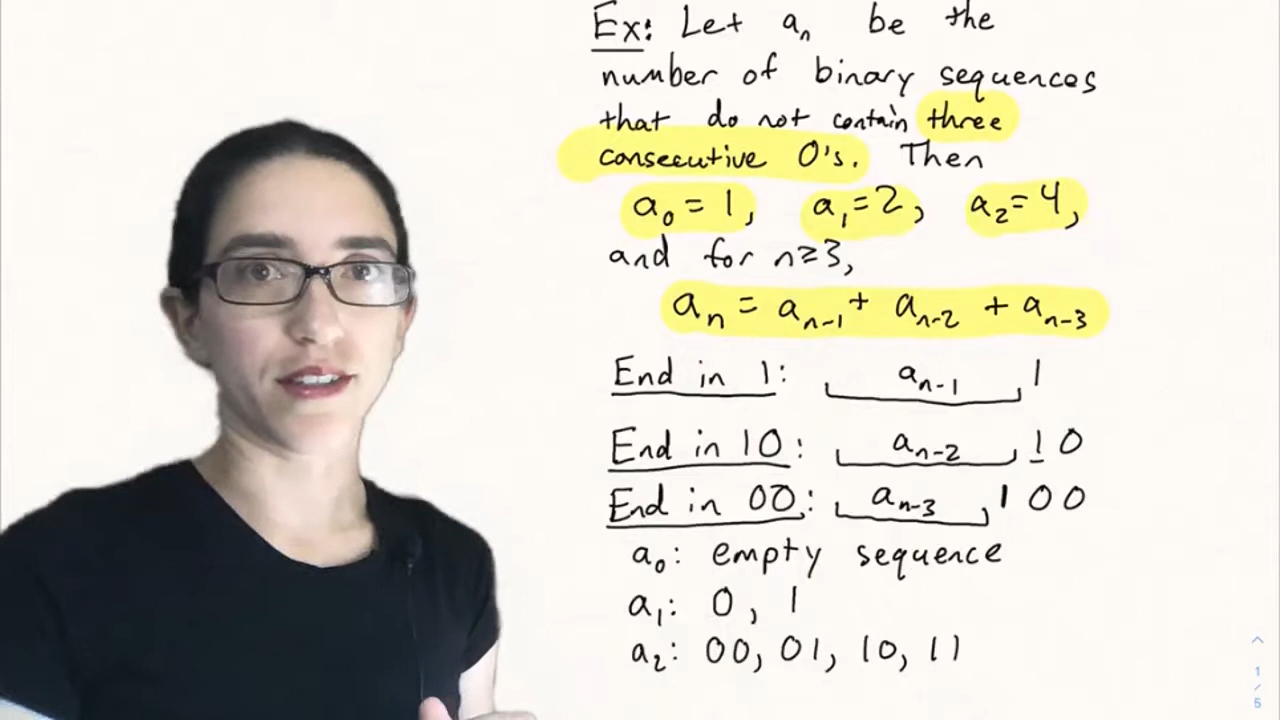 Ex: Let aₙ be the
number of binary sequences
that do not contain three
consecutive 0's. Then
a₀ = 1, a₁ = 2, a₂ = 4,
and for n ≥ 3,
aₙ = aₙ₋₁ + aₙ₋₂ + aₙ₋₃
End in 1: aₙ₋₁ 1
End in 10: aₙ₋₂ 1 0
End in 00: aₙ₋₃ 1 0 0
a₀: empty sequence
a₁: 0, 1
a₂: 00, 01, 10, 11
1
/
5